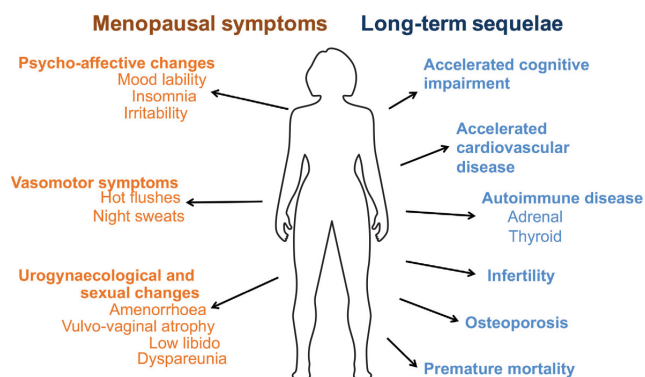 Menopausal symptoms
Psycho-affective changes
Mood lability
Insomnia
Irritability
Vasomotor symptoms
Hot flushes
Night sweats
Urogynaecological and
sexual changes
Amenorrhoea
Vulvo-vaginal atrophy
Low libido
Dyspareunia
Long-term sequelae
Accelerated cognitive
impairment
Accelerated
cardiovascular
disease
Autoimmune disease
Adrenal
Thyroid
Infertility
Osteoporosis
Premature mortality